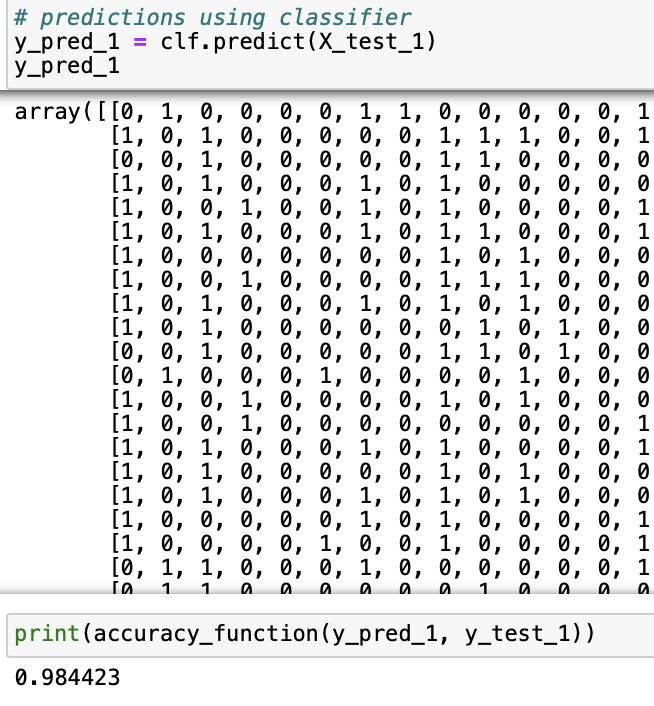 # predictions using classifier
y_pred_1 = clf.predict(X_test_1)
y_pred_1
array([[0, 1, 0, 0, 0, 0, 1, 1, 0, 0, 0, 0, 0, 1
[1, 0, 1, 0, 0, 0, 0, 0, 1, 1, 1, 0, 0, 1
[0, 0, 1, 0, 0, 0, 0, 0, 1, 1, 0, 0, 0, 0
[1, 0, 1, 0, 0, 0, 1, 0, 1, 0, 0, 0, 0, 0
[1, 0, 0, 1, 0, 0, 1, 0, 1, 0, 0, 0, 0, 1
[1, 0, 1, 0, 0, 0, 1, 0, 1, 1, 0, 0, 0, 1
[1, 0, 0, 0, 0, 0, 0, 0, 1, 0, 1, 0, 0, 0
[1, 0, 0, 1, 0, 0, 0, 0, 1, 1, 1, 0, 0, 0
[1, 0, 1, 0, 0, 0, 1, 0, 1, 0, 1, 0, 0, 0
[1, 0, 1, 0, 0, 0, 0, 0, 0, 1, 0, 1, 0, 0
[0, 0, 1, 0, 0, 0, 0, 0, 1, 1, 0, 1, 0, 0
[0, 1, 0, 0, 0, 1, 0, 0, 0, 0, 1, 0, 0, 0
[1, 0, 0, 1, 0, 0, 0, 0, 1, 0, 1, 0, 0, 0
[1, 0, 0, 1, 0, 0, 0, 0, 0, 0, 0, 0, 0, 1
[1, 0, 1, 0, 0, 0, 1, 0, 1, 0, 0, 0, 0, 1
[1, 0, 1, 0, 0, 0, 0, 0, 1, 0, 1, 0, 0, 0
[1, 0, 1, 0, 0, 0, 1, 0, 1, 0, 1, 0, 0, 0
[1, 0, 0, 0, 0, 0, 1, 0, 1, 0, 0, 0, 0, 1
[1, 0, 0, 0, 0, 1, 0, 0, 1, 0, 0, 0, 0, 1
[0, 1, 1, 0, 0, 0, 1, 0, 0, 0, 0, 0, 0, 1
[0, 1, 1, 0, 0, 0, 0, 0, 0, 1, 0, 0, 0, 0
print(accuracy_function(y_pred_1, y_test_1))
0.984423